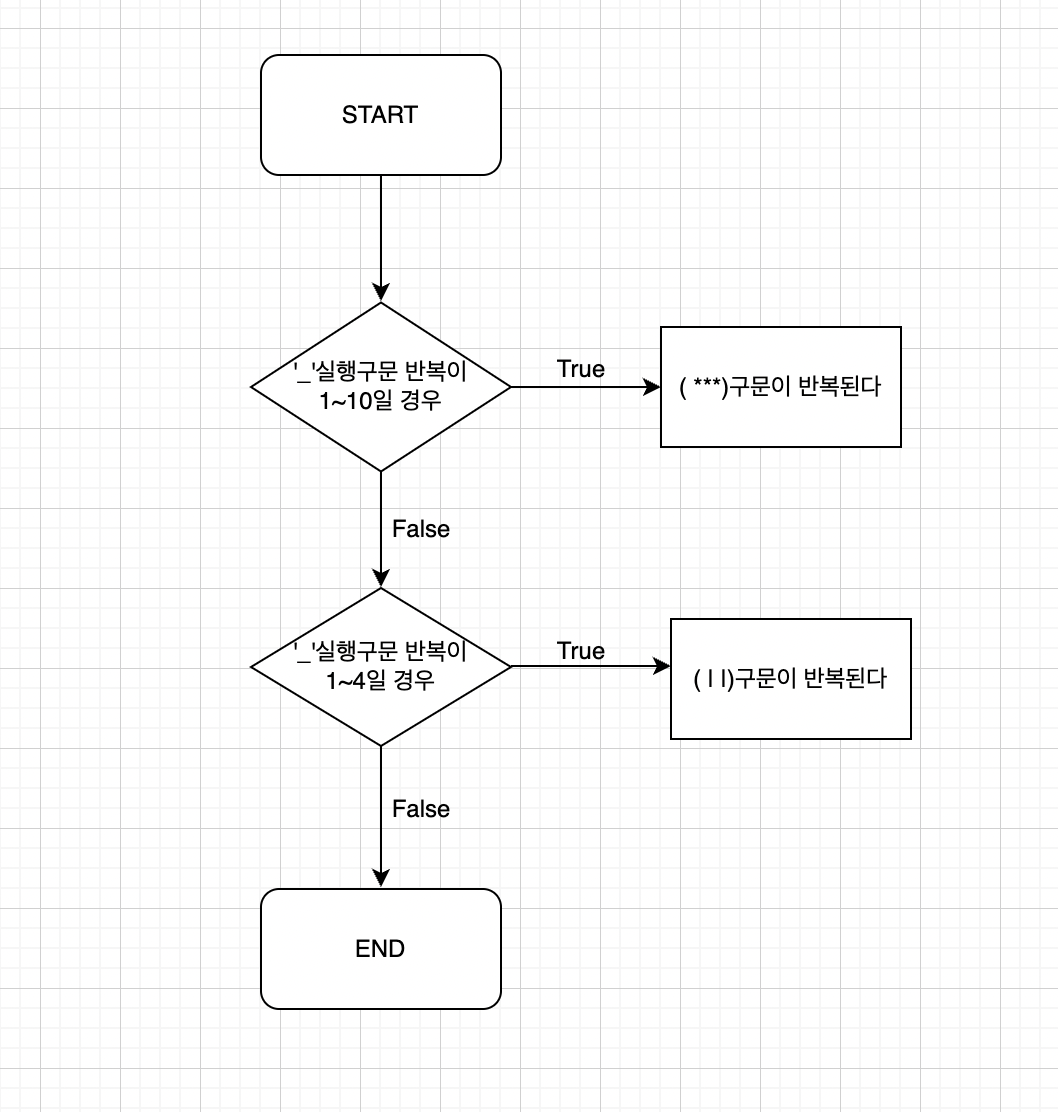 START
'_'실행구문 반복이
1~10일 경우
True
( ***)구문이 반복된다
False
'_'실행구문 반복이
1~4일 경우
True
( | |)구문이 반복된다
False
END